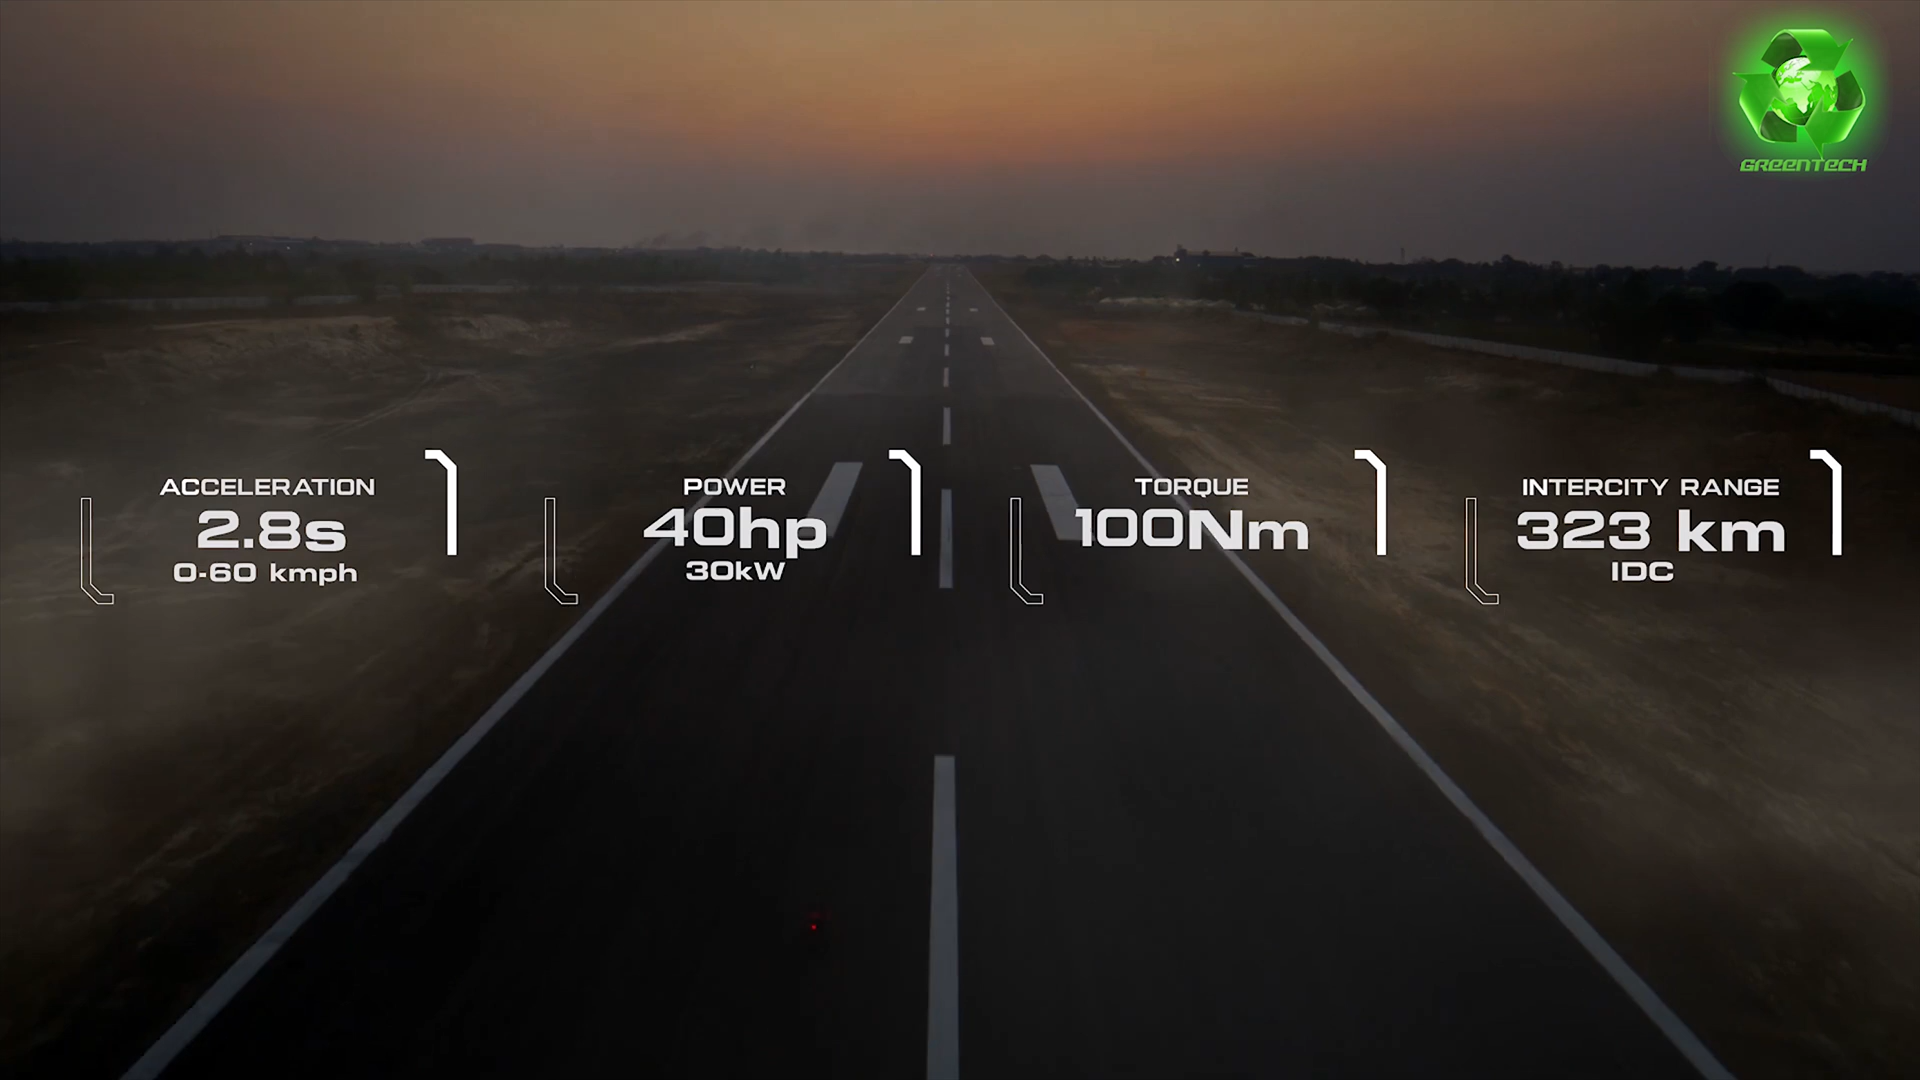 GREENTECH
ACCELERATION
2.8s
0-60 kmph
POWER
40hp
30kW
TORQUE
100Nm
INTERCITY RANGE
323 km
IDC